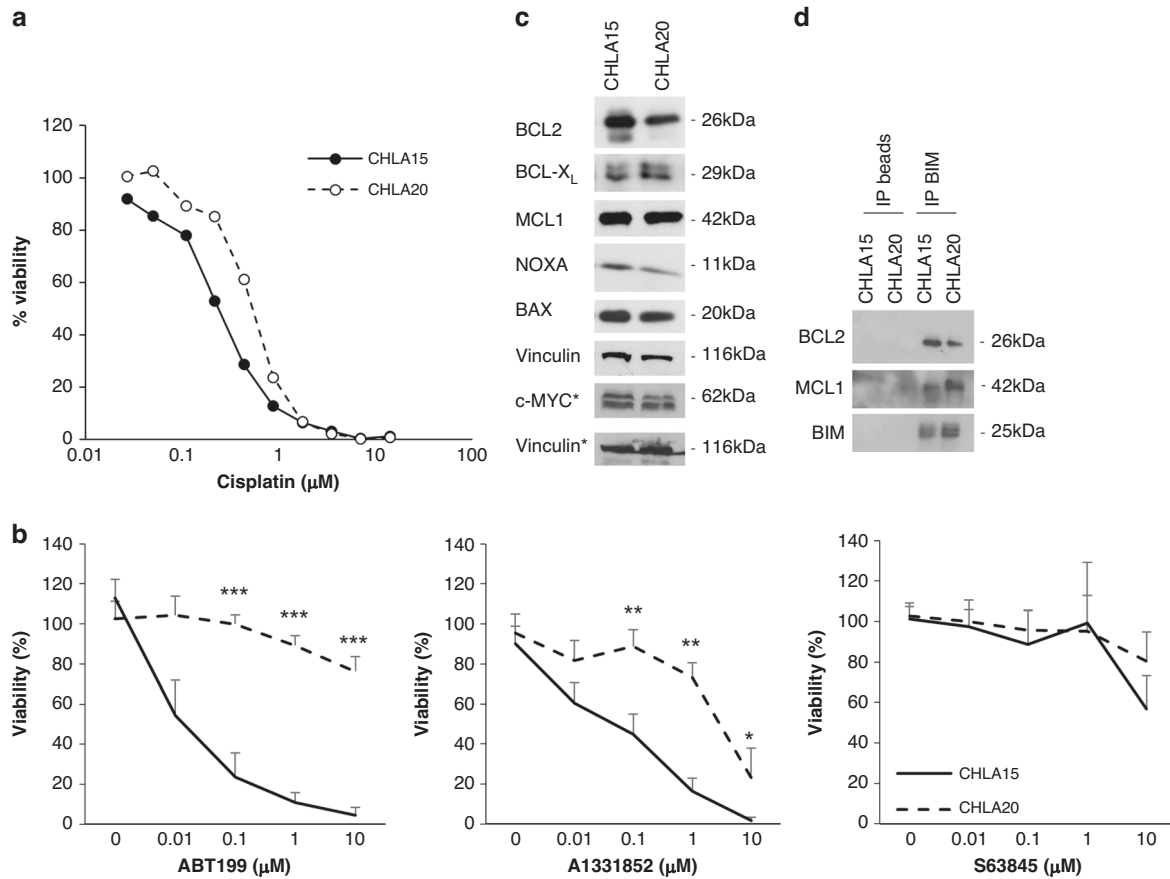 a
120
100
80
60
40
20
0
% viability
0.01
0.1
1
10
100
Cisplatin (μM)
CHLA15
CHLA20
c
CHLA15
CHLA20
BCL2 - 26kDa
BCL-XL - 29kDa
MCL1 - 42kDa
NOXA - 11kDa
BAX - 20kDa
Vinculin - 116kDa
c-MYC* - 62kDa
Vinculin* - 116kDa
d
IP beads
IP BIM
CHLA15
CHLA20
CHLA15
CHLA20
BCL2 - 26kDa
MCL1 - 42kDa
BIM - 25kDa
b
140
120
100
80
60
40
20
0
Viability (%)
***
***
***
0 0.01 0.1 1 10
ABT199 (μM)
140
120
100
80
60
40
20
0
Viability (%)
**
**
*
0 0.01 0.1 1 10
A1331852 (μM)
140
120
100
80
60
40
20
0
Viability (%)
CHLA15
CHLA20
0 0.01 0.1 1 10
S63845 (μM)